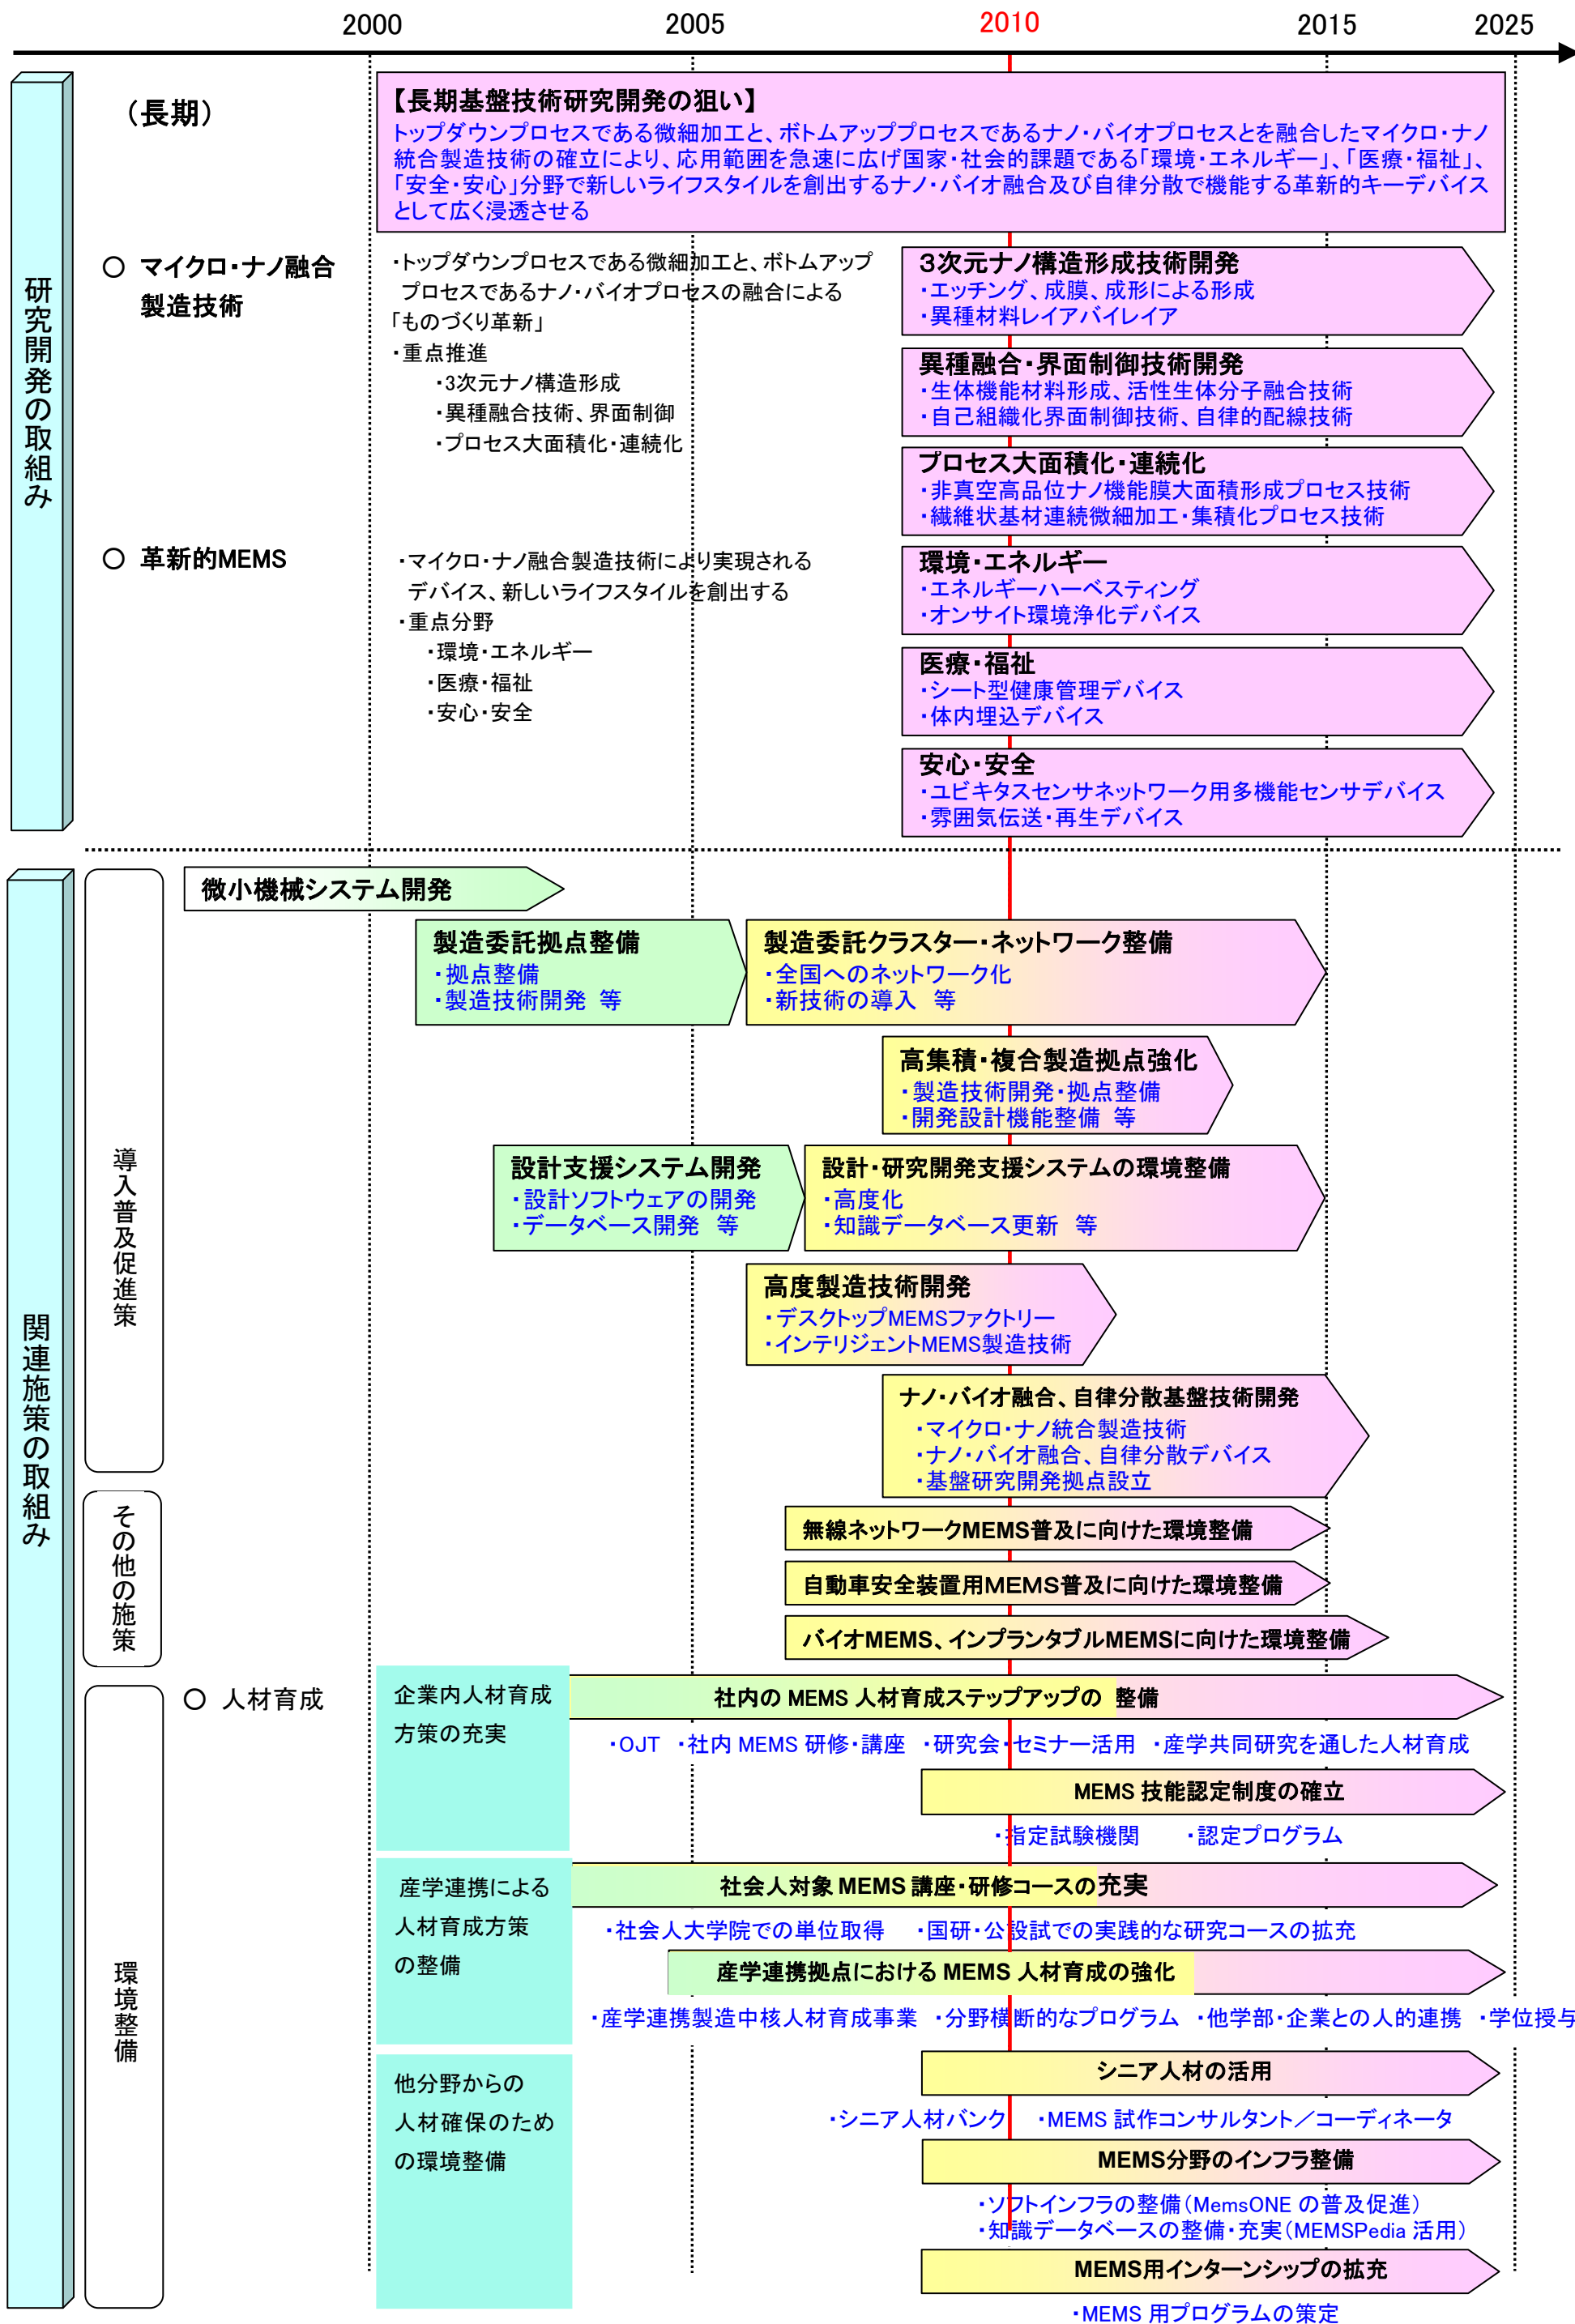 2000 2005 2010 2015 2025
研究開発の取組み
（長期）
【長期基盤技術研究開発の狙い】
トップダウンプロセスである微細加工と、ボトムアッププロセスであるナノ・バイオプロセスとを融合したマイクロ・ナノ
統合製造技術の確立により、応用範囲を急速に広げ国家・社会的課題である「環境・エネルギー」、「医療・福祉」、
「安全・安心」分野で新しいライフスタイルを創出するナノ・バイオ融合及び自律分散で機能する革新的キーデバイス
として広く浸透させる
○ マイクロ・ナノ融合
製造技術
・トップダウンプロセスである微細加工と、ボトムアップ
プロセスであるナノ・バイオプロセスの融合による
「ものづくり革新」
・重点推進
・3次元ナノ構造形成
・異種融合技術、界面制御
・プロセス大面積化・連続化
３次元ナノ構造形成技術開発
・エッチング、成膜、成形による形成
・異種材料レイアバイレイア
異種融合・界面制御技術開発
・生体機能材料形成、活性生体分子融合技術
・自己組織化界面制御技術、自律的配線技術
プロセス大面積化・連続化
・非真空高品位ナノ機能膜大面積形成プロセス技術
・繊維状基材連続微細加工・集積化プロセス技術
○ 革新的MEMS
・マイクロ・ナノ融合製造技術により実現される
デバイス、新しいライフスタイルを創出する
・重点分野
・環境・エネルギー
・医療・福祉
・安心・安全
環境・エネルギー
・エネルギーハーベスティング
・オンサイト環境浄化デバイス
医療・福祉
・シート型健康管理デバイス
・体内埋込デバイス
安心・安全
・ユビキタスセンサネットワーク用多機能センサデバイス
・雰囲気伝送・再生デバイス
関連施策の取組み
導入普及促進策
微小機械システム開発
製造委託拠点整備
・拠点整備
・製造技術開発 等
製造委託クラスター・ネットワーク整備
・全国へのネットワーク化
・新技術の導入 等
高集積・複合製造拠点強化
・製造技術開発・拠点整備
・開発設計機能整備 等
設計支援システム開発
・設計ソフトウェアの開発
・データベース開発 等
設計・研究開発支援システムの環境整備
・高度化
・知識データベース更新 等
高度製造技術開発
・デスクトップMEMSファクトリー
・インテリジェントMEMS製造技術
ナノ・バイオ融合、自律分散基盤技術開発
・マイクロ・ナノ統合製造技術
・ナノ・バイオ融合、自律分散デバイス
・基盤研究開発拠点設立
その他の施策
無線ネットワークMEMS普及に向けた環境整備
自動車安全装置用ＭＥＭＳ普及に向けた環境整備
バイオMEMS、インプランタブルMEMSに向けた環境整備
環境整備
○ 人材育成
企業内人材育成
方策の充実
社内の MEMS 人材育成ステップアップの 整備
・OJT ・社内 MEMS 研修・講座 ・研究会・セミナー活用 ・産学共同研究を通した人材育成
MEMS 技能認定制度の確立
・指定試験機関 ・認定プログラム
産学連携による
人材育成方策
の整備
社会人対象 MEMS 講座・研修コースの充実
・社会人大学院での単位取得 ・国研・公設試での実践的な研究コースの拡充
産学連携拠点における MEMS 人材育成の強化
・産学連携製造中核人材育成事業 ・分野横断的なプログラム ・他学部・企業との人的連携 ・学位授与
他分野からの
人材確保のため
の環境整備
シニア人材の活用
・シニア人材バンク ・MEMS 試作コンサルタント／コーディネータ
MEMS分野のインフラ整備
・ソフトインフラの整備（MemsONE の普及促進）
・知識データベースの整備・充実（MEMSPedia 活用）
MEMS用インターンシップの拡充
・MEMS 用プログラムの策定